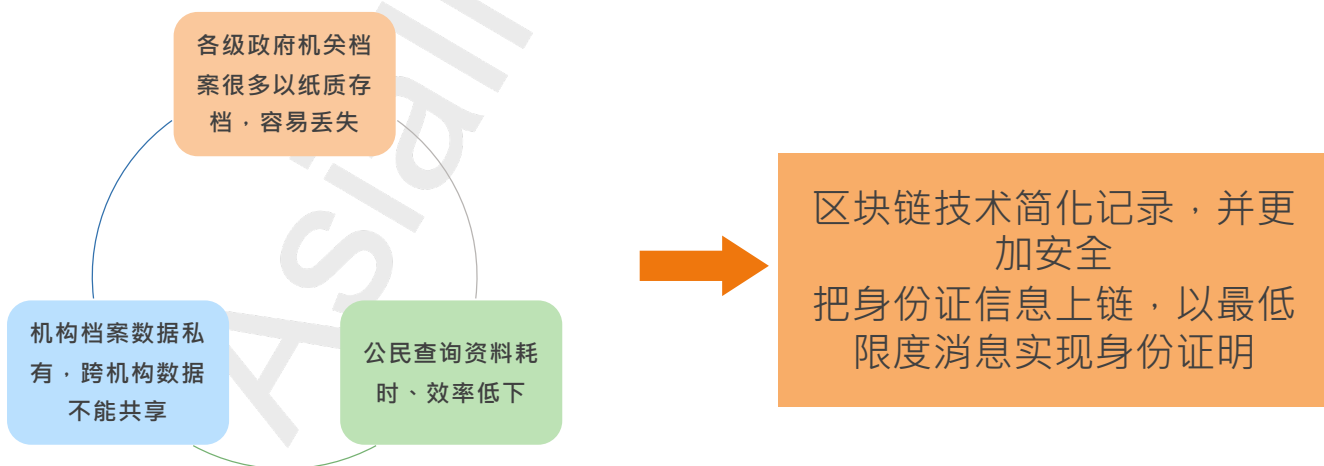 各级政府机关档
案很多以纸质存
档，容易丢失
机构档案数据私
有，跨机构数据
不能共享
公民查询资料耗
时、效率低下
区块链技术简化记录，并更
加安全
把身份证信息上链，以最低
限度消息实现身份证明